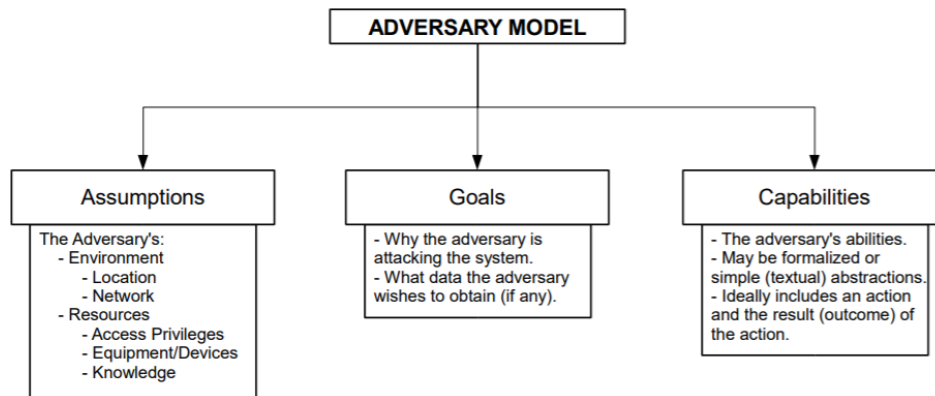 ADVERSARY MODEL
Assumptions
The Adversary's:
- Environment
- Location
- Network
- Resources
- Access Privileges
- Equipment/Devices
- Knowledge
Goals
- Why the adversary is
attacking the system.
- What data the adversary
wishes to obtain (if any).
Capabilities
- The adversary's abilities.
- May be formalized or
simple (textual) abstractions.
- Ideally includes an action
and the result (outcome) of
the action.